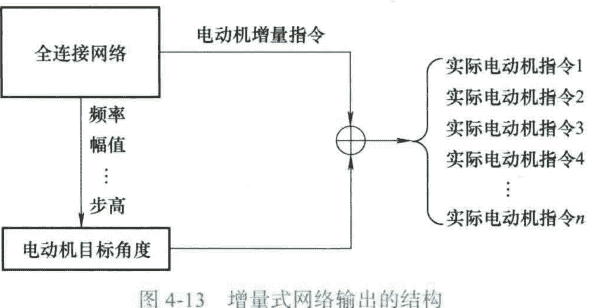 全连接网络
电动机增量指令
频率
幅值
⋮
步高
电动机目标角度
实际电动机指令1
实际电动机指令2
实际电动机指令3
实际电动机指令4
⋮
实际电动机指令n
图 4-13 增量式网络输出的结构